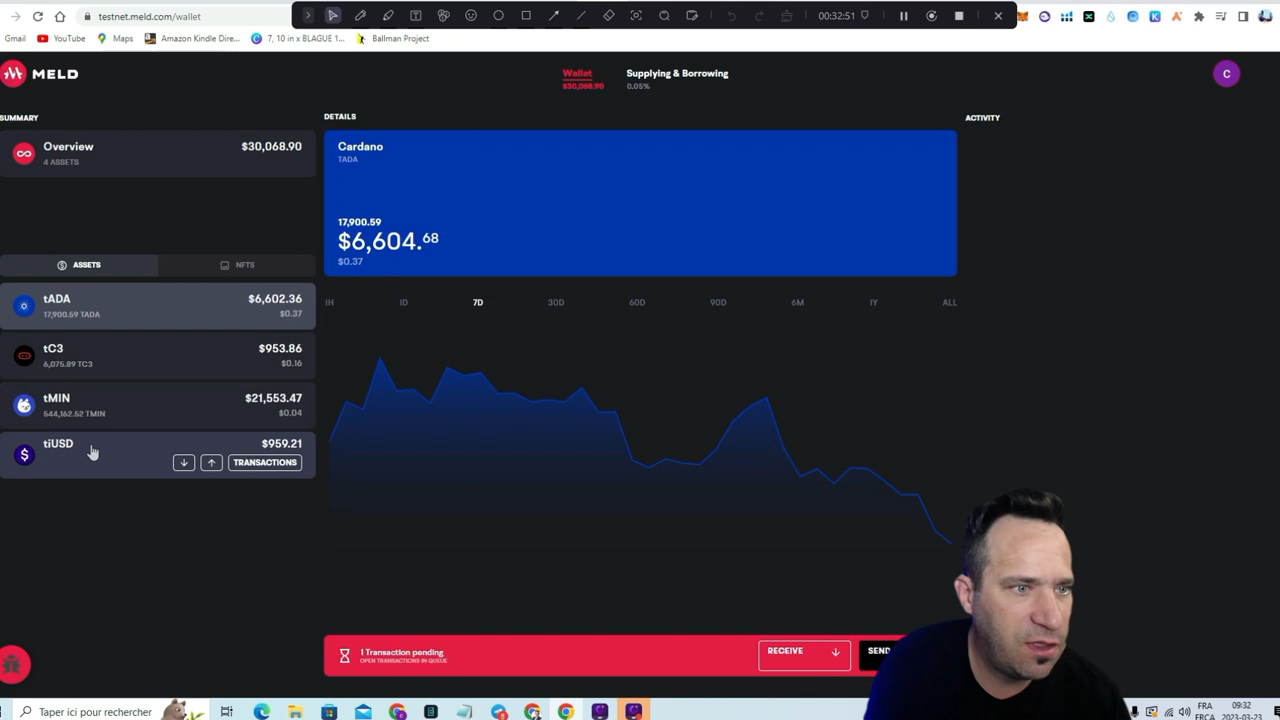 testnet.meld.com/wallet
00:32:51
Gmail
YouTube
Maps
Amazon Kindle Dire...
7, 10 in x BLAGUE 1...
Ballman Project
MELD
Wallet
$30,068.90
Supplying & Borrowing
0.05%
C
SUMMARY
DETAILS
ACTIVITY
Overview
$30,068.90
4 ASSETS
Cardano
TADA
17,900.59
$6,604.68
$0.37
ASSETS
NFTS
1H
1D
7D
30D
60D
90D
6M
1Y
ALL
tADA
$6,602.36
17,900.59 TADA
$0.37
tC3
$953.86
6,075.89 TC3
$0.16
tMIN
$21,553.47
544,162.52 TMIN
$0.04
tiUSD
$959.21
TRANSACTIONS
1 Transaction pending
OPEN TRANSACTIONS IN QUEUE
RECEIVE
SEND
Taper ici pour rechercher
FRA
FRCA
09:32
2023-03-23